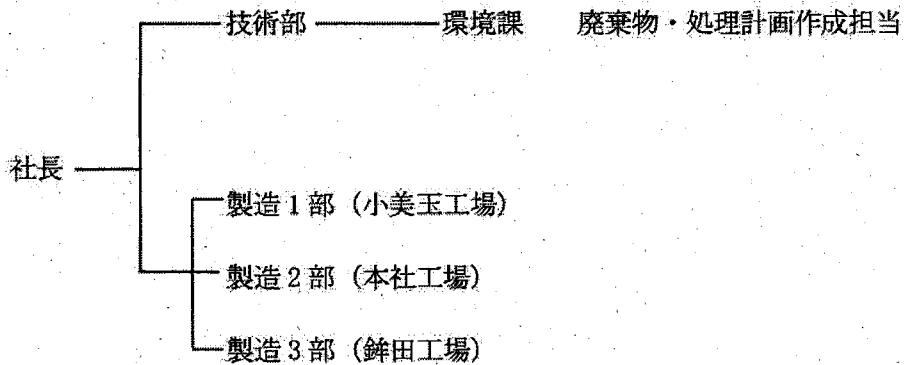 技術部 環境課 廃棄物・処理計画作成担当
社長
製造1部（小美玉工場）
製造2部（本社工場）
製造3部（鉾田工場）